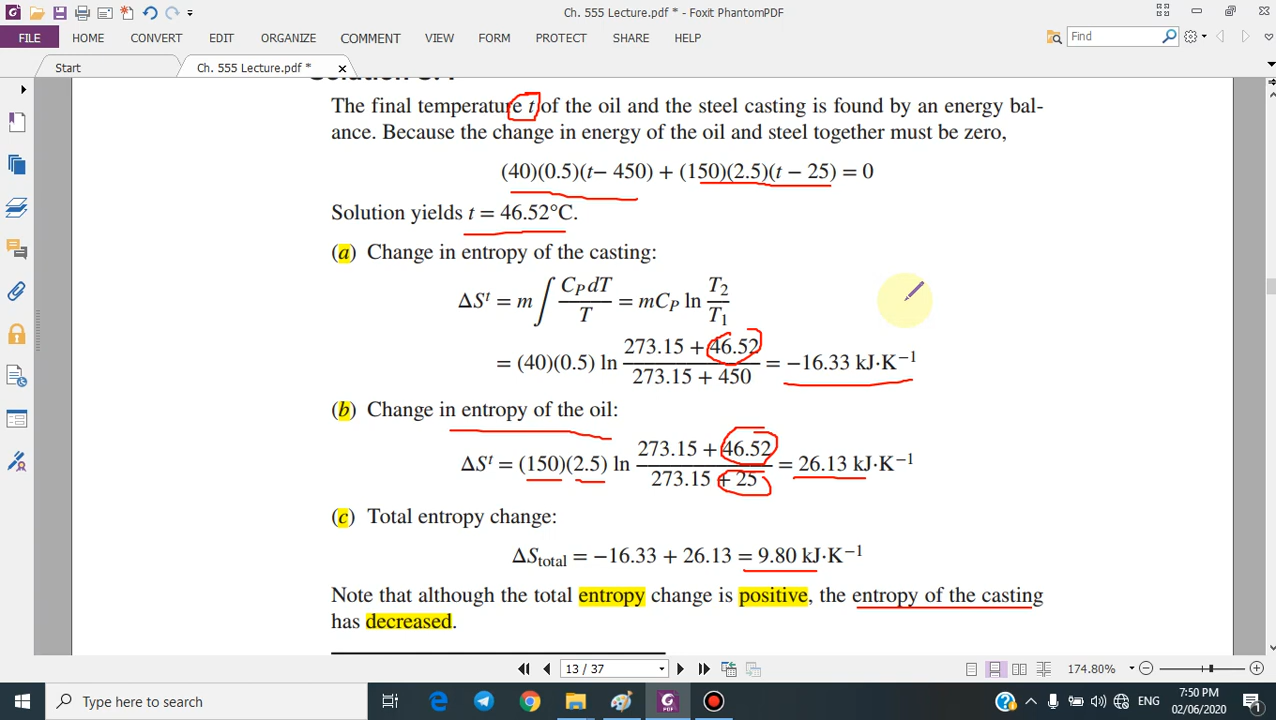 Ch. 555 Lecture.pdf * - Foxit PhantomPDF
FILE HOME CONVERT EDIT ORGANIZE COMMENT VIEW FORM PROTECT SHARE HELP Find
Start Ch. 555 Lecture.pdf *
The final temperature t of the oil and the steel casting is found by an energy bal-
ance. Because the change in energy of the oil and steel together must be zero,
(40)(0.5)(t− 450) + (150)(2.5)(t − 25) = 0
Solution yields t = 46.52°C.
(a) Change in entropy of the casting:
ΔSᵗ = m∫ C_P dT / T = mC_P ln T₂ / T₁
= (40)(0.5) ln 273.15 + 46.52 / 273.15 + 450 = −16.33 kJ·K⁻¹
(b) Change in entropy of the oil:
ΔSᵗ = (150)(2.5) ln 273.15 + 46.52 / 273.15 + 25 = 26.13 kJ·K⁻¹
(c) Total entropy change:
ΔS_total = −16.33 + 26.13 = 9.80 kJ·K⁻¹
Note that although the total entropy change is positive, the entropy of the casting
has decreased.
13 / 37 174.80%
Type here to search ENG 7:50 PM
02/06/2020 1